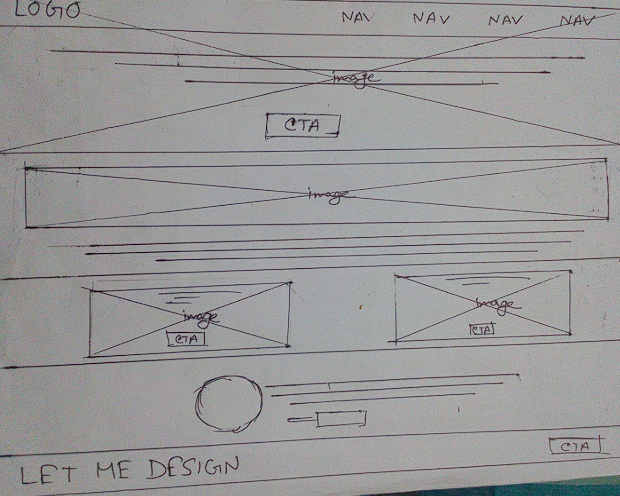 LOGO NAV NAV NAV NAV
image
CTA
image
image image
CTA CTA
LET ME DESIGN CTA